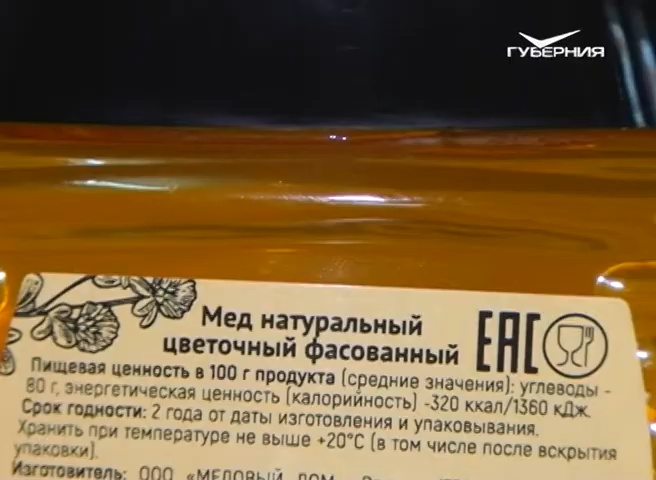 ГУБЕРНИЯ
Мед натуральный
цветочный фасованный
EAC
Пищевая ценность в 100 г продукта (средние значения): углеводы -
80 г, энергетическая ценность (калорийность) -320 ккал/1360 кДж.
Срок годности: 2 года от даты изготовления и упаковывания.
Хранить при температуре не выше +20°C (в том числе после вскрытия
упаковки).
Изготовитель: ООО «МЕДОВЫЙ ДОМ